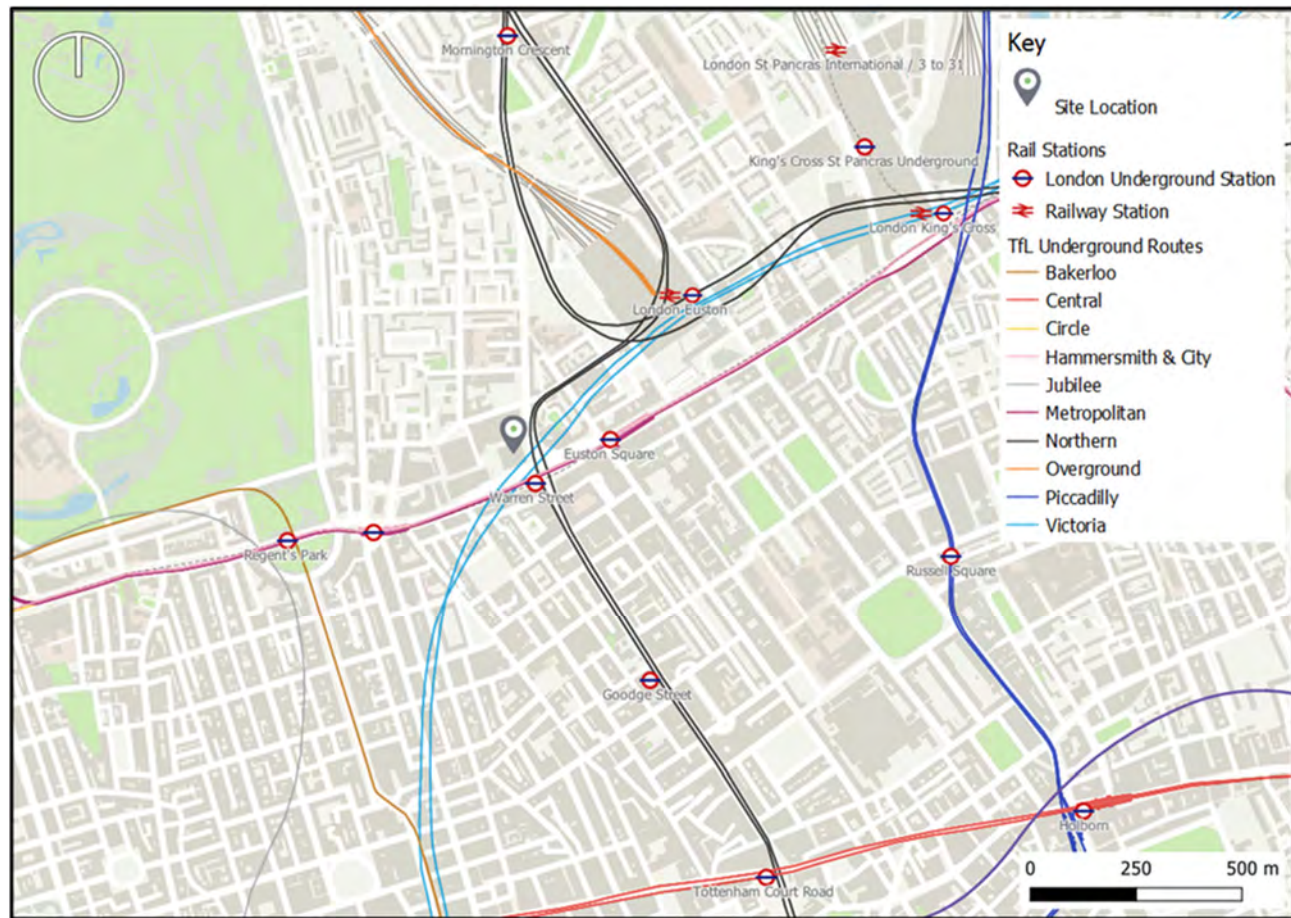 Mornington Crescent
London St Pancras International / 3 to 31
King's Cross St Pancras Underground
London King's Cross
London Euston
Euston Square
Warren Street
Regent's Park
Russell Square
Goodge Street
Holborn
Tottenham Court Road
Key
Site Location
Rail Stations
London Underground Station
Railway Station
TfL Underground Routes
Bakerloo
Central
Circle
Hammersmith & City
Jubilee
Metropolitan
Northern
Overground
Piccadilly
Victoria
0 250 500 m